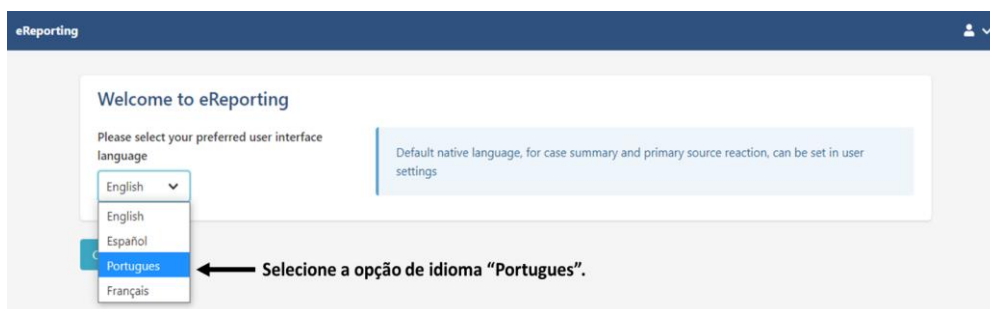 eReporting
Welcome to eReporting
Please select your preferred user interface
language
Default native language, for case summary and primary source reaction, can be set in user
settings
English
English
Español
Portugues
Français
Selecione a opção de idioma “Portugues”.